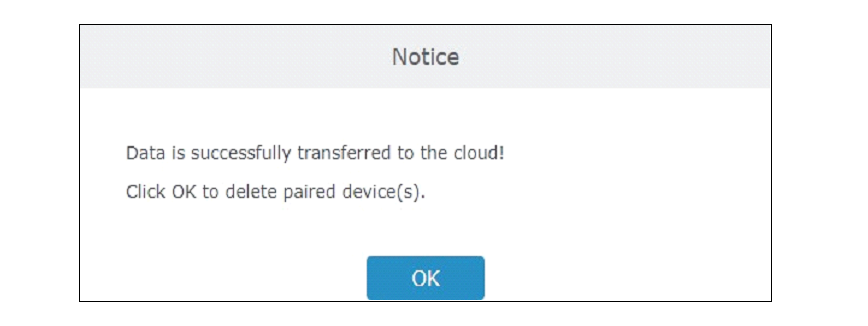 Notice
Data is successfully transferred to the cloud!
Click OK to delete paired device(s).
OK